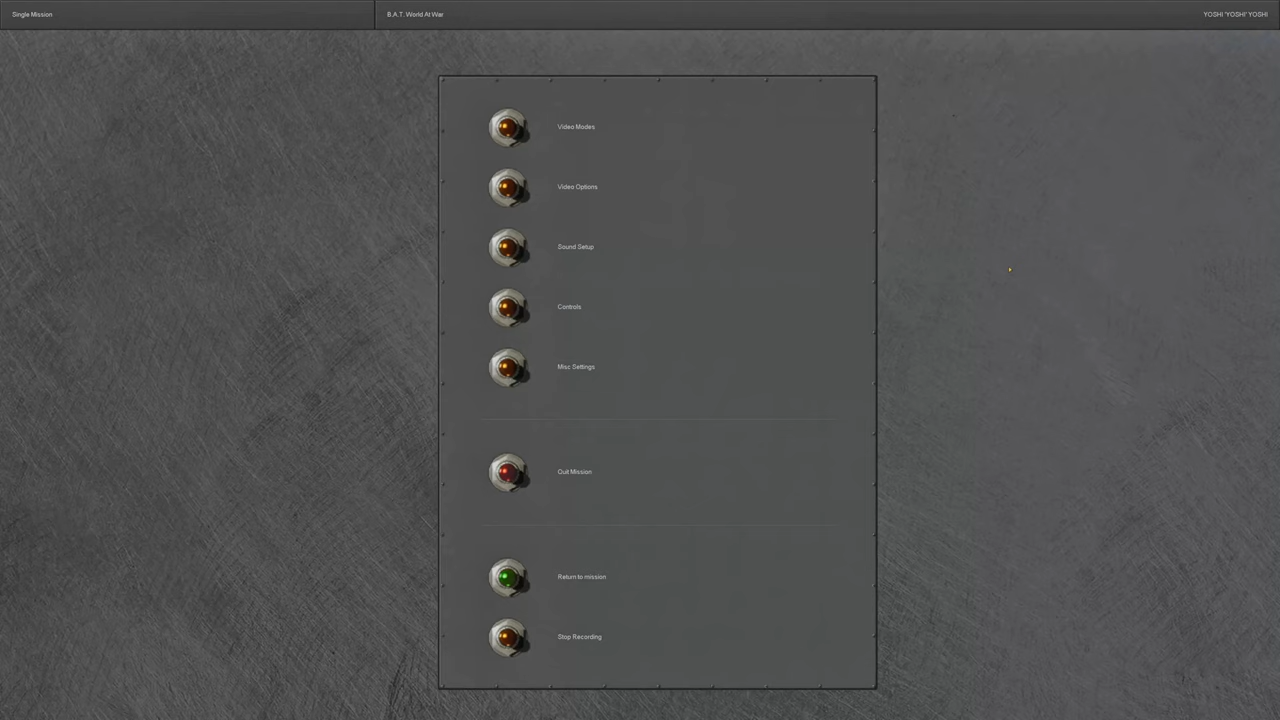 Single Mission
B.A.T. World At War
YOSHI 'YOSHI' YOSHI
Video Modes
Video Options
Sound Setup
Controls
Misc Settings
Quit Mission
Return to mission
Stop Recording